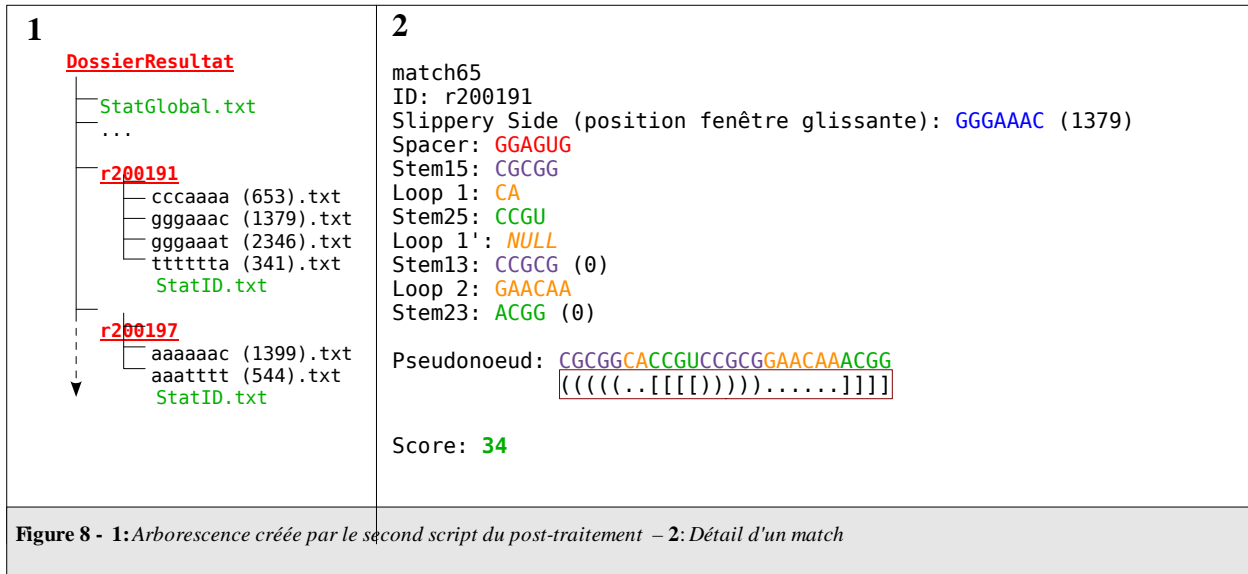 1
DossierResultat
StatGlobal.txt
...
r200191
cccaaaa (653).txt
gggaaac (1379).txt
gggaaat (2346).txt
tttttta (341).txt
StatID.txt
r200197
aaaaaac (1399).txt
aaatttt (544).txt
StatID.txt
2
match65
ID: r200191
Slippery Side (position fenêtre glissante): GGGAAAC (1379)
Spacer: GGAGUG
Stem15: CGCGG
Loop 1: CA
Stem25: CCGU
Loop 1': NULL
Stem13: CCGCG (0)
Loop 2: GAACAA
Stem23: ACGG (0)
Pseudonoeud: CGCGGCACCGUCCGCGGAACAAACGG
(((((..[[[[)))))......]]]]
Score: 34
Figure 8 - 1: Arborescence créée par le second script du post-traitement – 2: Détail d'un match